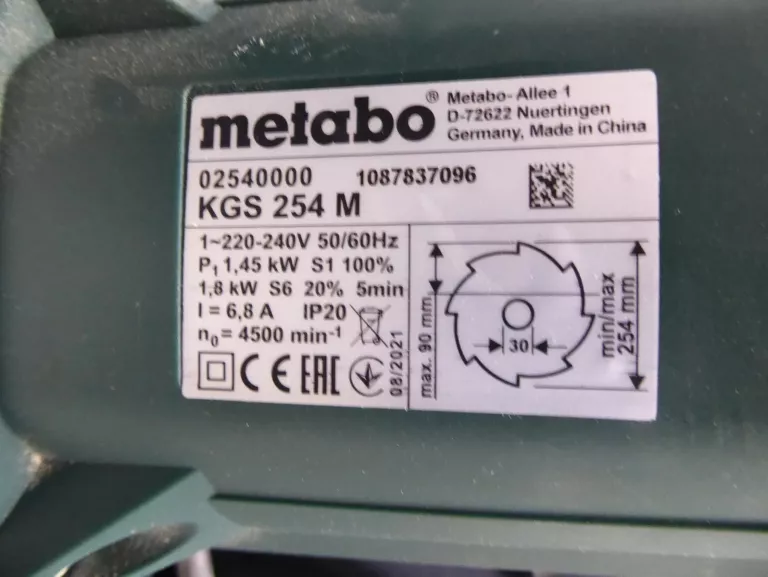 metabo® Metabo-Allee 1
D-72622 Nuertingen
Germany, Made in China
02540000 1087837096
KGS 254 M
1~220-240V 50/60Hz
P₁ 1,45 kW S1 100%
1,8 kW S6 20% 5min
I = 6,8 A IP20
n₀ = 4500 min⁻¹
CE EAC
08/2021
max. 90 mm
30
min/max
254 mm